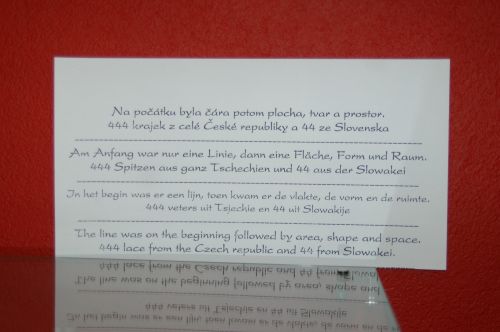 Na počátku byla čára potom plocha, tvar a prostor.
444 krajek z celé České republiky a 44 ze Slovenska
Am Anfang war nur eine Linie, dann eine Fläche, Form und Raum.
444 Spitzen aus ganz Tschechien und 44 aus der Slowakei
In het begin was er een lijn, toen kwam er de vlakte, de vorm en de ruimte.
444 veters uit Tsjechie en 44 uit Slowakije
The line was on the beginning followed by area, shape and space.
444 lace from the Czech republic and 44 from Slowakei.